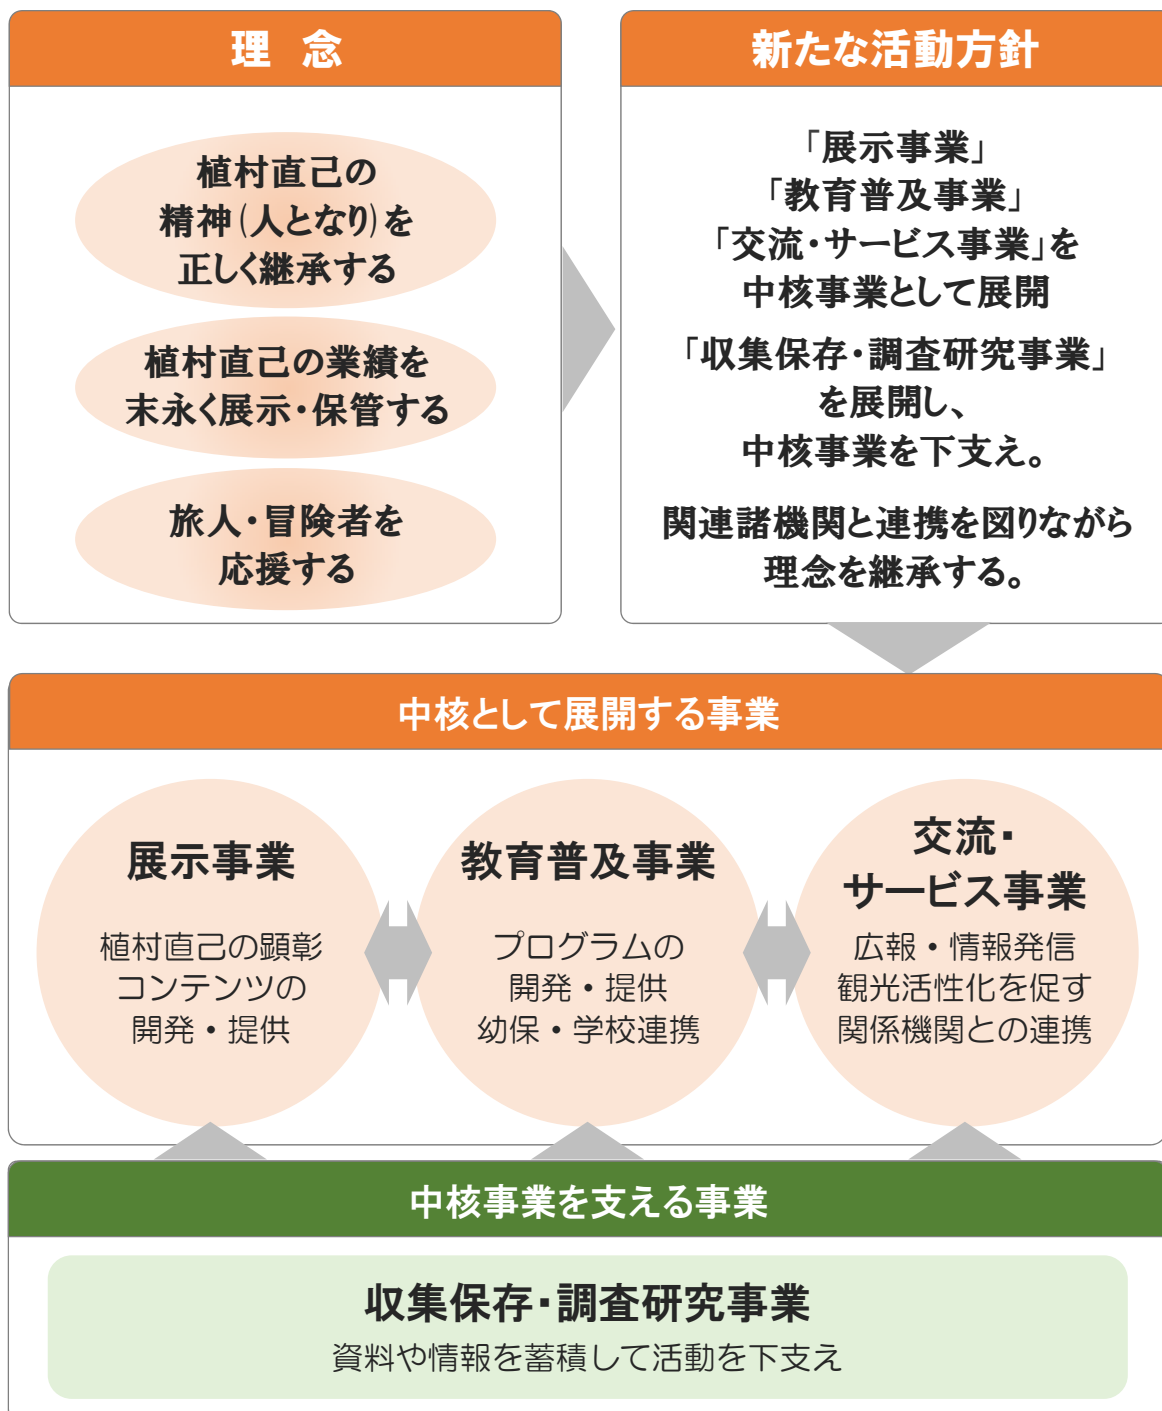 理 念
植村直己の
精神(人となり)を
正しく継承する
植村直己の業績を
末永く展示・保管する
旅人・冒険者を
応援する
新たな活動方針
「展示事業」
「教育普及事業」
「交流・サービス事業」を
中核事業として展開
「収集保存・調査研究事業」
を展開し、
中核事業を下支え。
関連諸機関と連携を図りながら
理念を継承する。
中核として展開する事業
展示事業
植村直己の顕彰
コンテンツの
開発・提供
教育普及事業
プログラムの
開発・提供
幼保・学校連携
交流・
サービス事業
広報・情報発信
観光活性化を促す
関係機関との連携
中核事業を支える事業
収集保存・調査研究事業
資料や情報を蓄積して活動を下支え